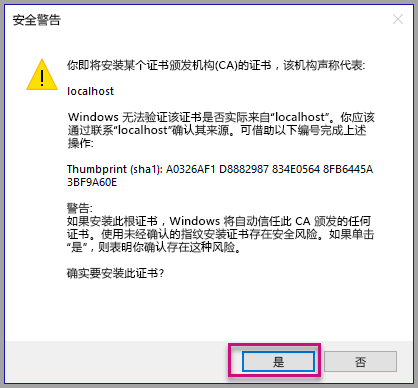 安全警告
你即将安装某个证书颁发机构(CA)的证书，该机构声称代表:
localhost
Windows 无法验证该证书是否实际来自“localhost”。你应该
通过联系“localhost”确认其来源。可借助以下编号完成上述
操作:
Thumbprint (sha1): A0326AF1 D8882987 834E0564 8FB6445A
3BF9A60E
警告:
如果安装此根证书，Windows 将自动信任此 CA 颁发的任何
证书。使用未经确认的指纹安装证书存在安全风险。如果单击
“是”，则表明你确认存在这种风险。
确实要安装此证书?
是
否